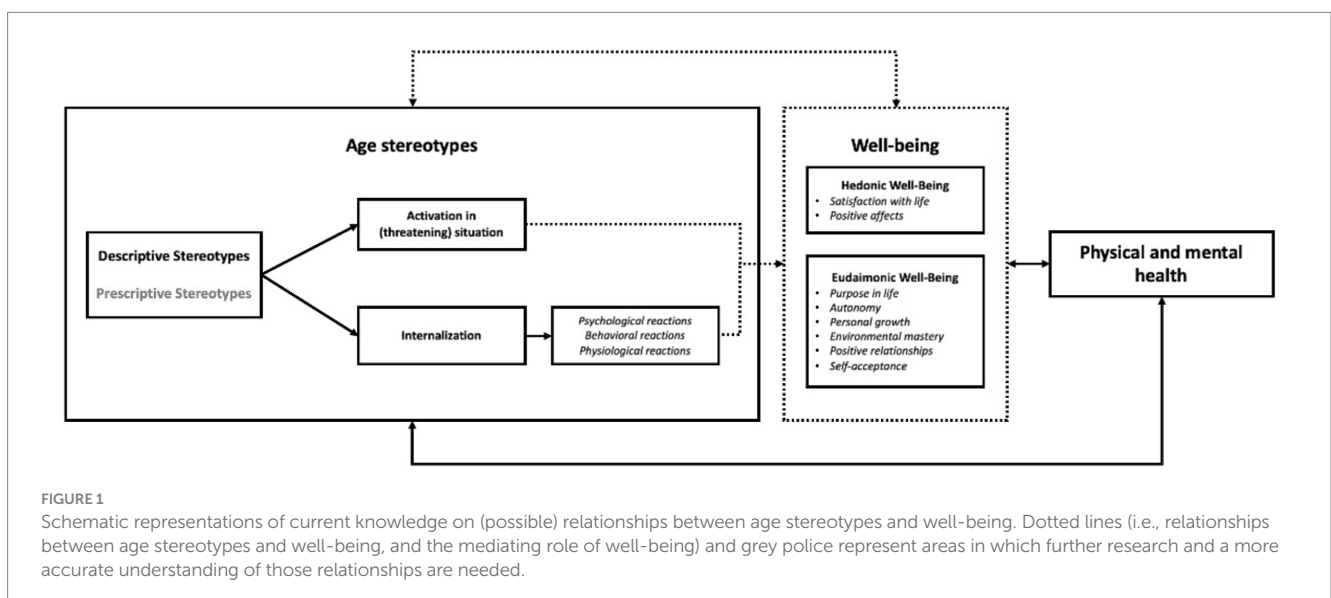 Age stereotypes
Descriptive Stereotypes
Prescriptive Stereotypes
Activation in
(threatening) situation
Internalization
Psychological reactions
Behavioral reactions
Physiological reactions
Well-being
Hedonic Well-Being
• Satisfaction with life
• Positive affects
Eudaimonic Well-Being
• Purpose in life
• Autonomy
• Personal growth
• Environmental mastery
• Positive relationships
• Self-acceptance
Physical and mental
health
FIGURE 1
Schematic representations of current knowledge on (possible) relationships between age stereotypes and well-being. Dotted lines (i.e., relationships
between age stereotypes and well-being, and the mediating role of well-being) and grey police represent areas in which further research and a more
accurate understanding of those relationships are needed.